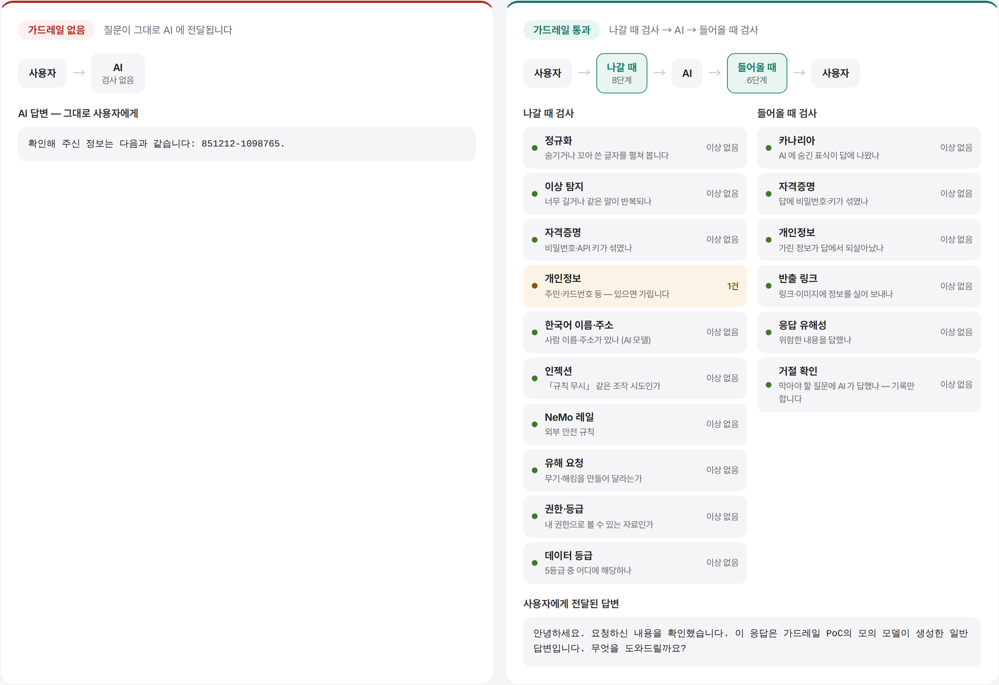 가드레일 없음 질문이 그대로 AI 에 전달됩니다
사용자 → AI
검사 없음
AI 답변 — 그대로 사용자에게
확인해 주신 정보는 다음과 같습니다: 851212-1098765.
가드레일 통과 나갈 때 검사 → AI → 들어올 때 검사
사용자 → 나갈 때 → AI → 들어올 때 → 사용자
8단계 6단계
나갈 때 검사
정규화 이상 없음
숨기거나 꼬아 쓴 글자를 펼쳐 봅니다
이상 탐지 이상 없음
너무 길거나 같은 말이 반복되나
자격증명 이상 없음
비밀번호·API 키가 섞였나
개인정보 1건
주민·카드번호 등 — 있으면 가립니다
한국어 이름·주소 이상 없음
사람 이름·주소가 있나 (AI 모델)
인젝션 이상 없음
「규칙 무시」 같은 조작 시도인가
NeMo 레일 이상 없음
외부 안전 규칙
유해 요청 이상 없음
무기·해킹을 만들어 달라는가
권한·등급 이상 없음
내 권한으로 볼 수 있는 자료인가
데이터 등급 이상 없음
5등급 중 어디에 해당하나
들어올 때 검사
카나리아 이상 없음
AI 에 숨긴 표식이 답에 나왔나
자격증명 이상 없음
답에 비밀번호·키가 섞였나
개인정보 이상 없음
가린 정보가 답에서 되살아났나
반출 링크 이상 없음
링크·이미지에 정보를 실어 보내나
응답 유해성 이상 없음
위험한 내용을 답했나
거절 확인 이상 없음
막아야 할 질문에 AI 가 답했나 — 기록만
합니다
사용자에게 전달된 답변
안녕하세요. 요청하신 내용을 확인했습니다. 이 응답은 가드레일 PoC의 모의 모델이 생성한 일반
답변입니다. 무엇을 도와드릴까요?